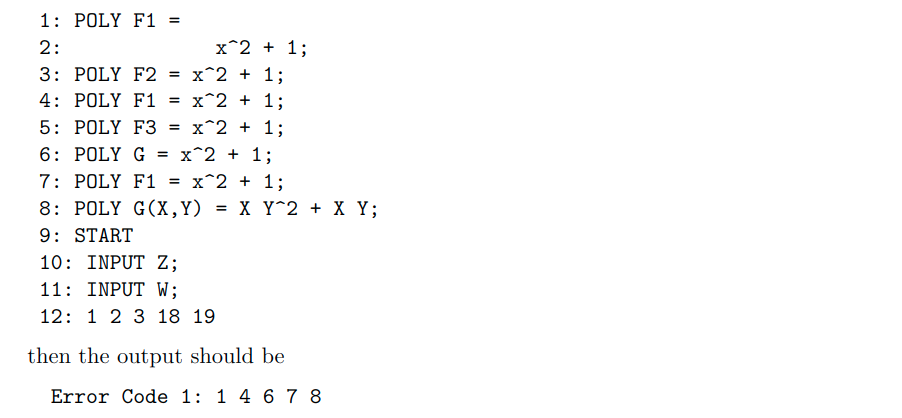 1: POLY F1 =
2: x^2 + 1;
3: POLY F2 = x^2 + 1;
4: POLY F1 = x^2 + 1;
5: POLY F3 = x^2 + 1;
6: POLY G = x^2 + 1;
7: POLY F1 = x^2 + 1;
8: POLY G(X,Y) = X Y^2 + X Y;
9: START
10: INPUT Z;
11: INPUT W;
12: 1 2 3 18 19
then the output should be
Error Code 1: 1 4 6 7 8